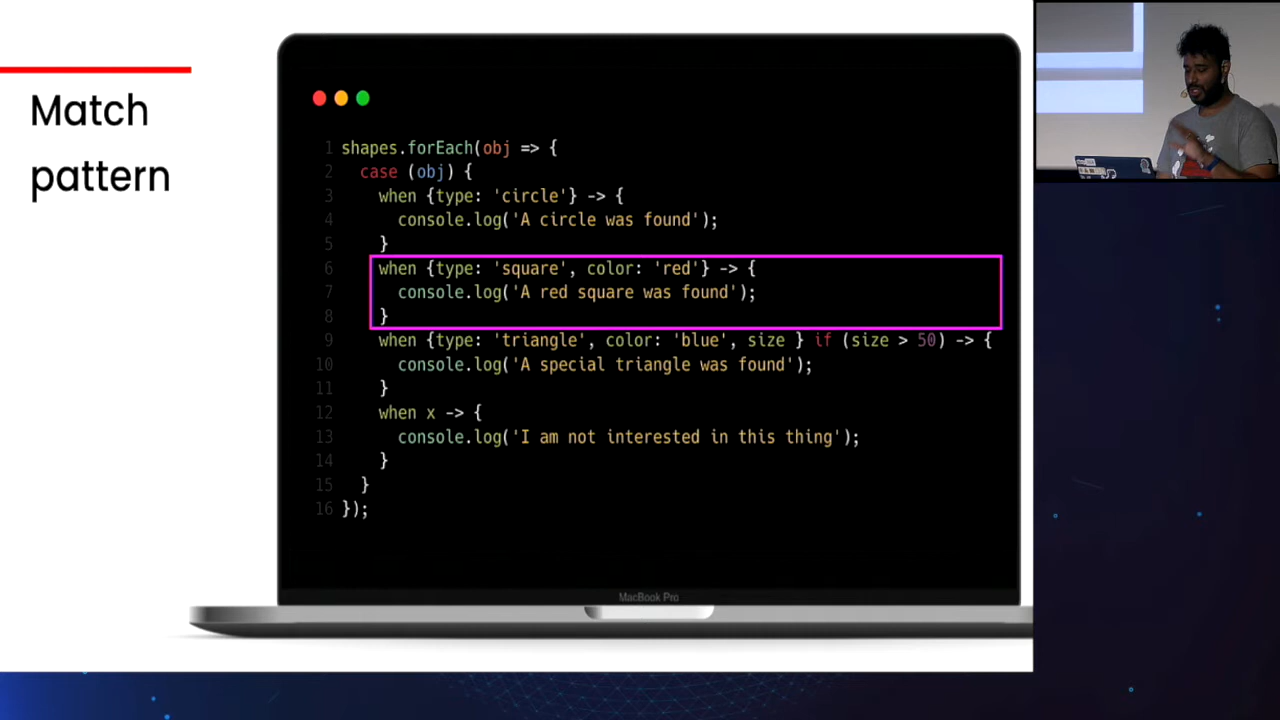 Match
pattern
1 shapes.forEach(obj => {
2   case (obj) {
3     when {type: 'circle'} -> {
4       console.log('A circle was found');
5     }
6     when {type: 'square', color: 'red'} -> {
7       console.log('A red square was found');
8     }
9     when {type: 'triangle', color: 'blue', size } if (size > 50) -> {
10       console.log('A special triangle was found');
11     }
12     when x -> {
13       console.log('I am not interested in this thing');
14     }
15   }
16 });
MacBook Pro